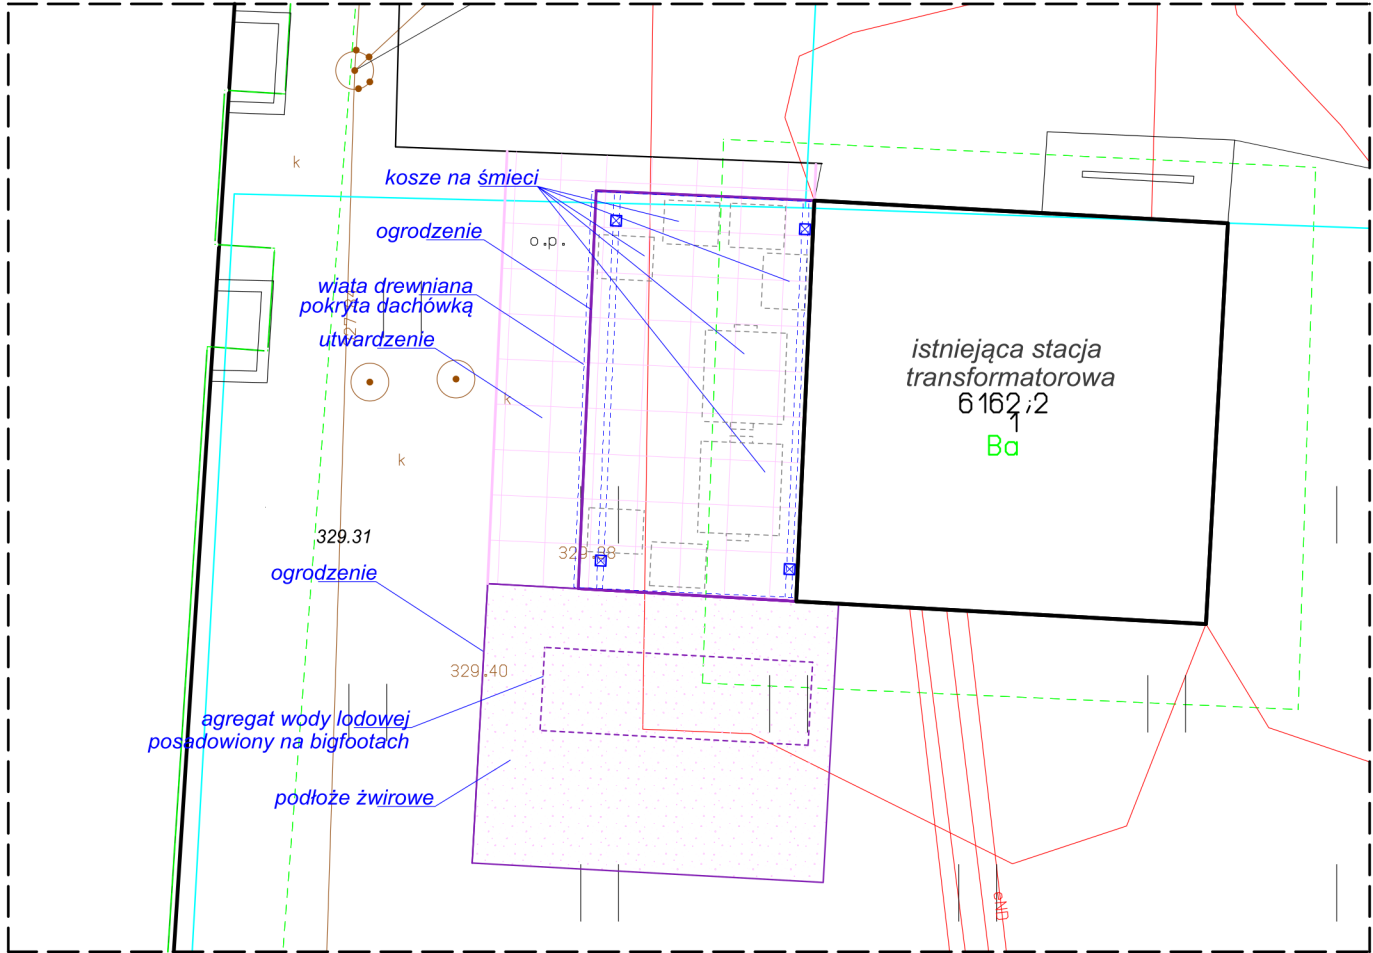 k
kosze na śmieci
ogrodzenie
o.p.
wiata drewniana
pokryta dachówką
utwardzenie
istniejąca stacja
transformatorowa
6162;2
1
Ba
k
k
329.31
ogrodzenie
329.40
agregat wody lodowej
posadowiony na bigfootach
podłoże żwirowe
eNB